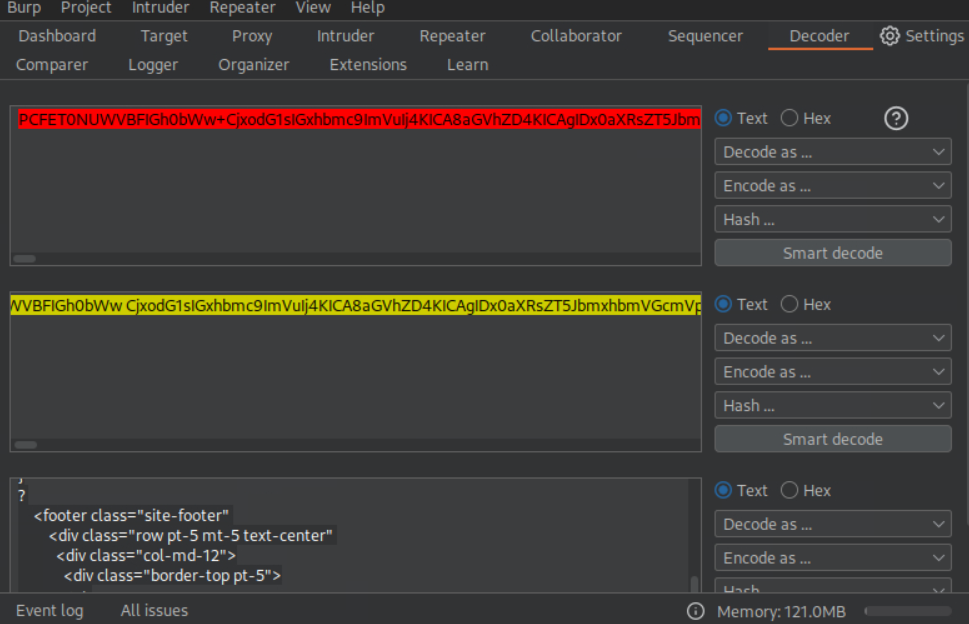 Burp Project Intruder Repeater View Help
Dashboard Target Proxy Intruder Repeater Collaborator Sequencer Decoder Settings
Comparer Logger Organizer Extensions Learn
PCFET0NUWVBFIGh0bWw+CjxodG1sIGxhbmc9ImVuIj4KICA8aGVhZD4KICAgIDx0aXRsZT5Jbm
Text Hex ?
Decode as ...
Encode as ...
Hash ...
Smart decode
WVBFIGh0bWw CjxodG1sIGxhbmc9ImVuIj4KICA8aGVhZD4KICAgIDx0aXRsZT5JbmxhbmVGcmVp
Text Hex
Decode as ...
Encode as ...
Hash ...
Smart decode
?
<footer class="site-footer"
<div class="row pt-5 mt-5 text-center"
<div class="col-md-12">
<div class="border-top pt-5">
Text Hex
Decode as ...
Encode as ...
Hash
Event log All issues Memory: 121.0MB